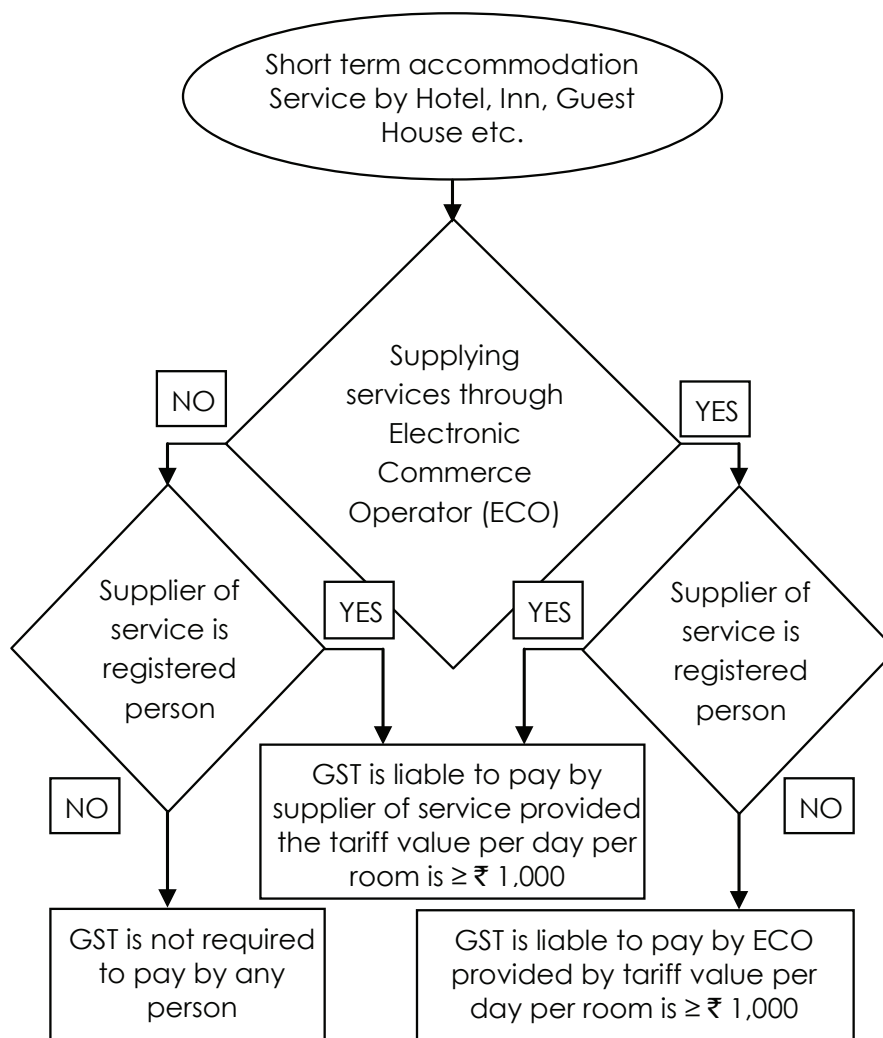 Short term accommodation
Service by Hotel, Inn, Guest
House etc.
Supplying
services through
Electronic
Commerce
Operator (ECO)
NO
YES
Supplier of
service is
registered
person
YES
YES
Supplier of
service is
registered
person
NO
GST is liable to pay by
supplier of service provided
the tariff value per day per
room is ≥ ₹ 1,000
NO
GST is not required
to pay by any
person
GST is liable to pay by ECO
provided by tariff value per
day per room is ≥ ₹ 1,000